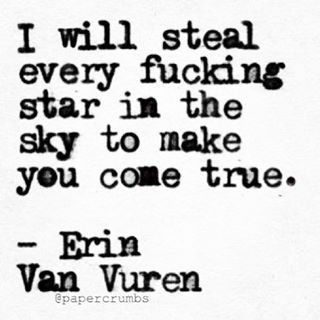 I will steal
every fucking
star in the
sky to make
you come true.
- Erin
Van Vuren
@papercrumbs